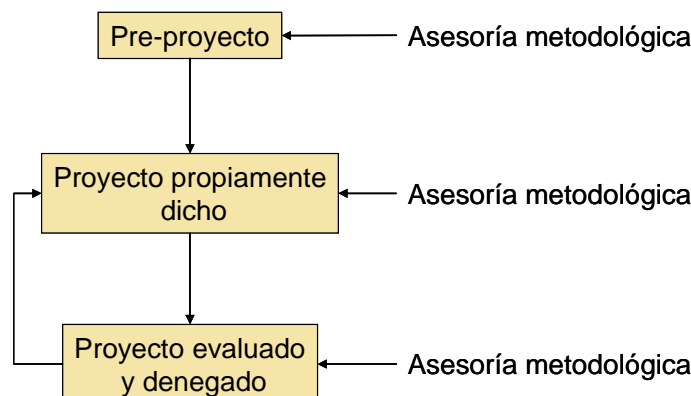 Pre-proyecto
Asesoría metodológica
Proyecto propiamente
dicho
Asesoría metodológica
Proyecto evaluado
y denegado
Asesoría metodológica